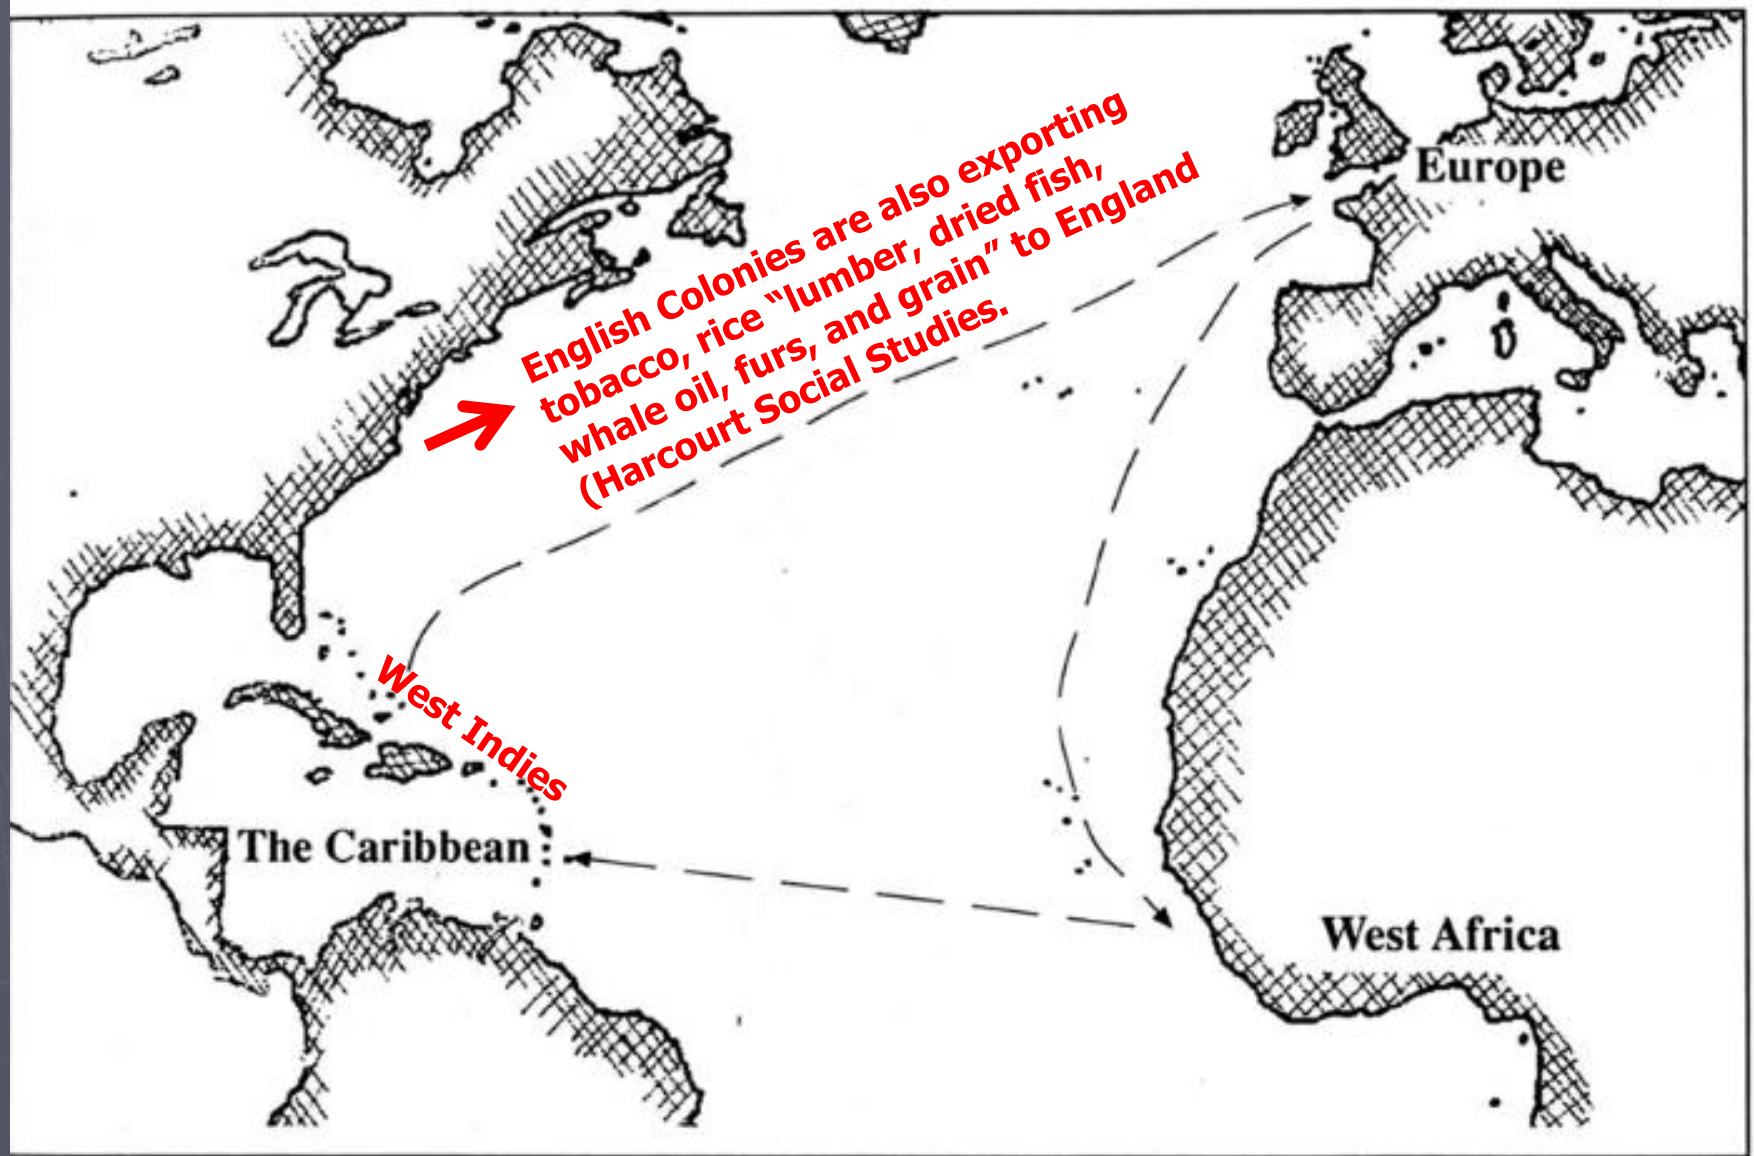 Europe
English Colonies are also exporting
tobacco, rice “lumber, dried fish,
whale oil, furs, and grain” to England
(Harcourt Social Studies.
West Indies
The Caribbean
West Africa